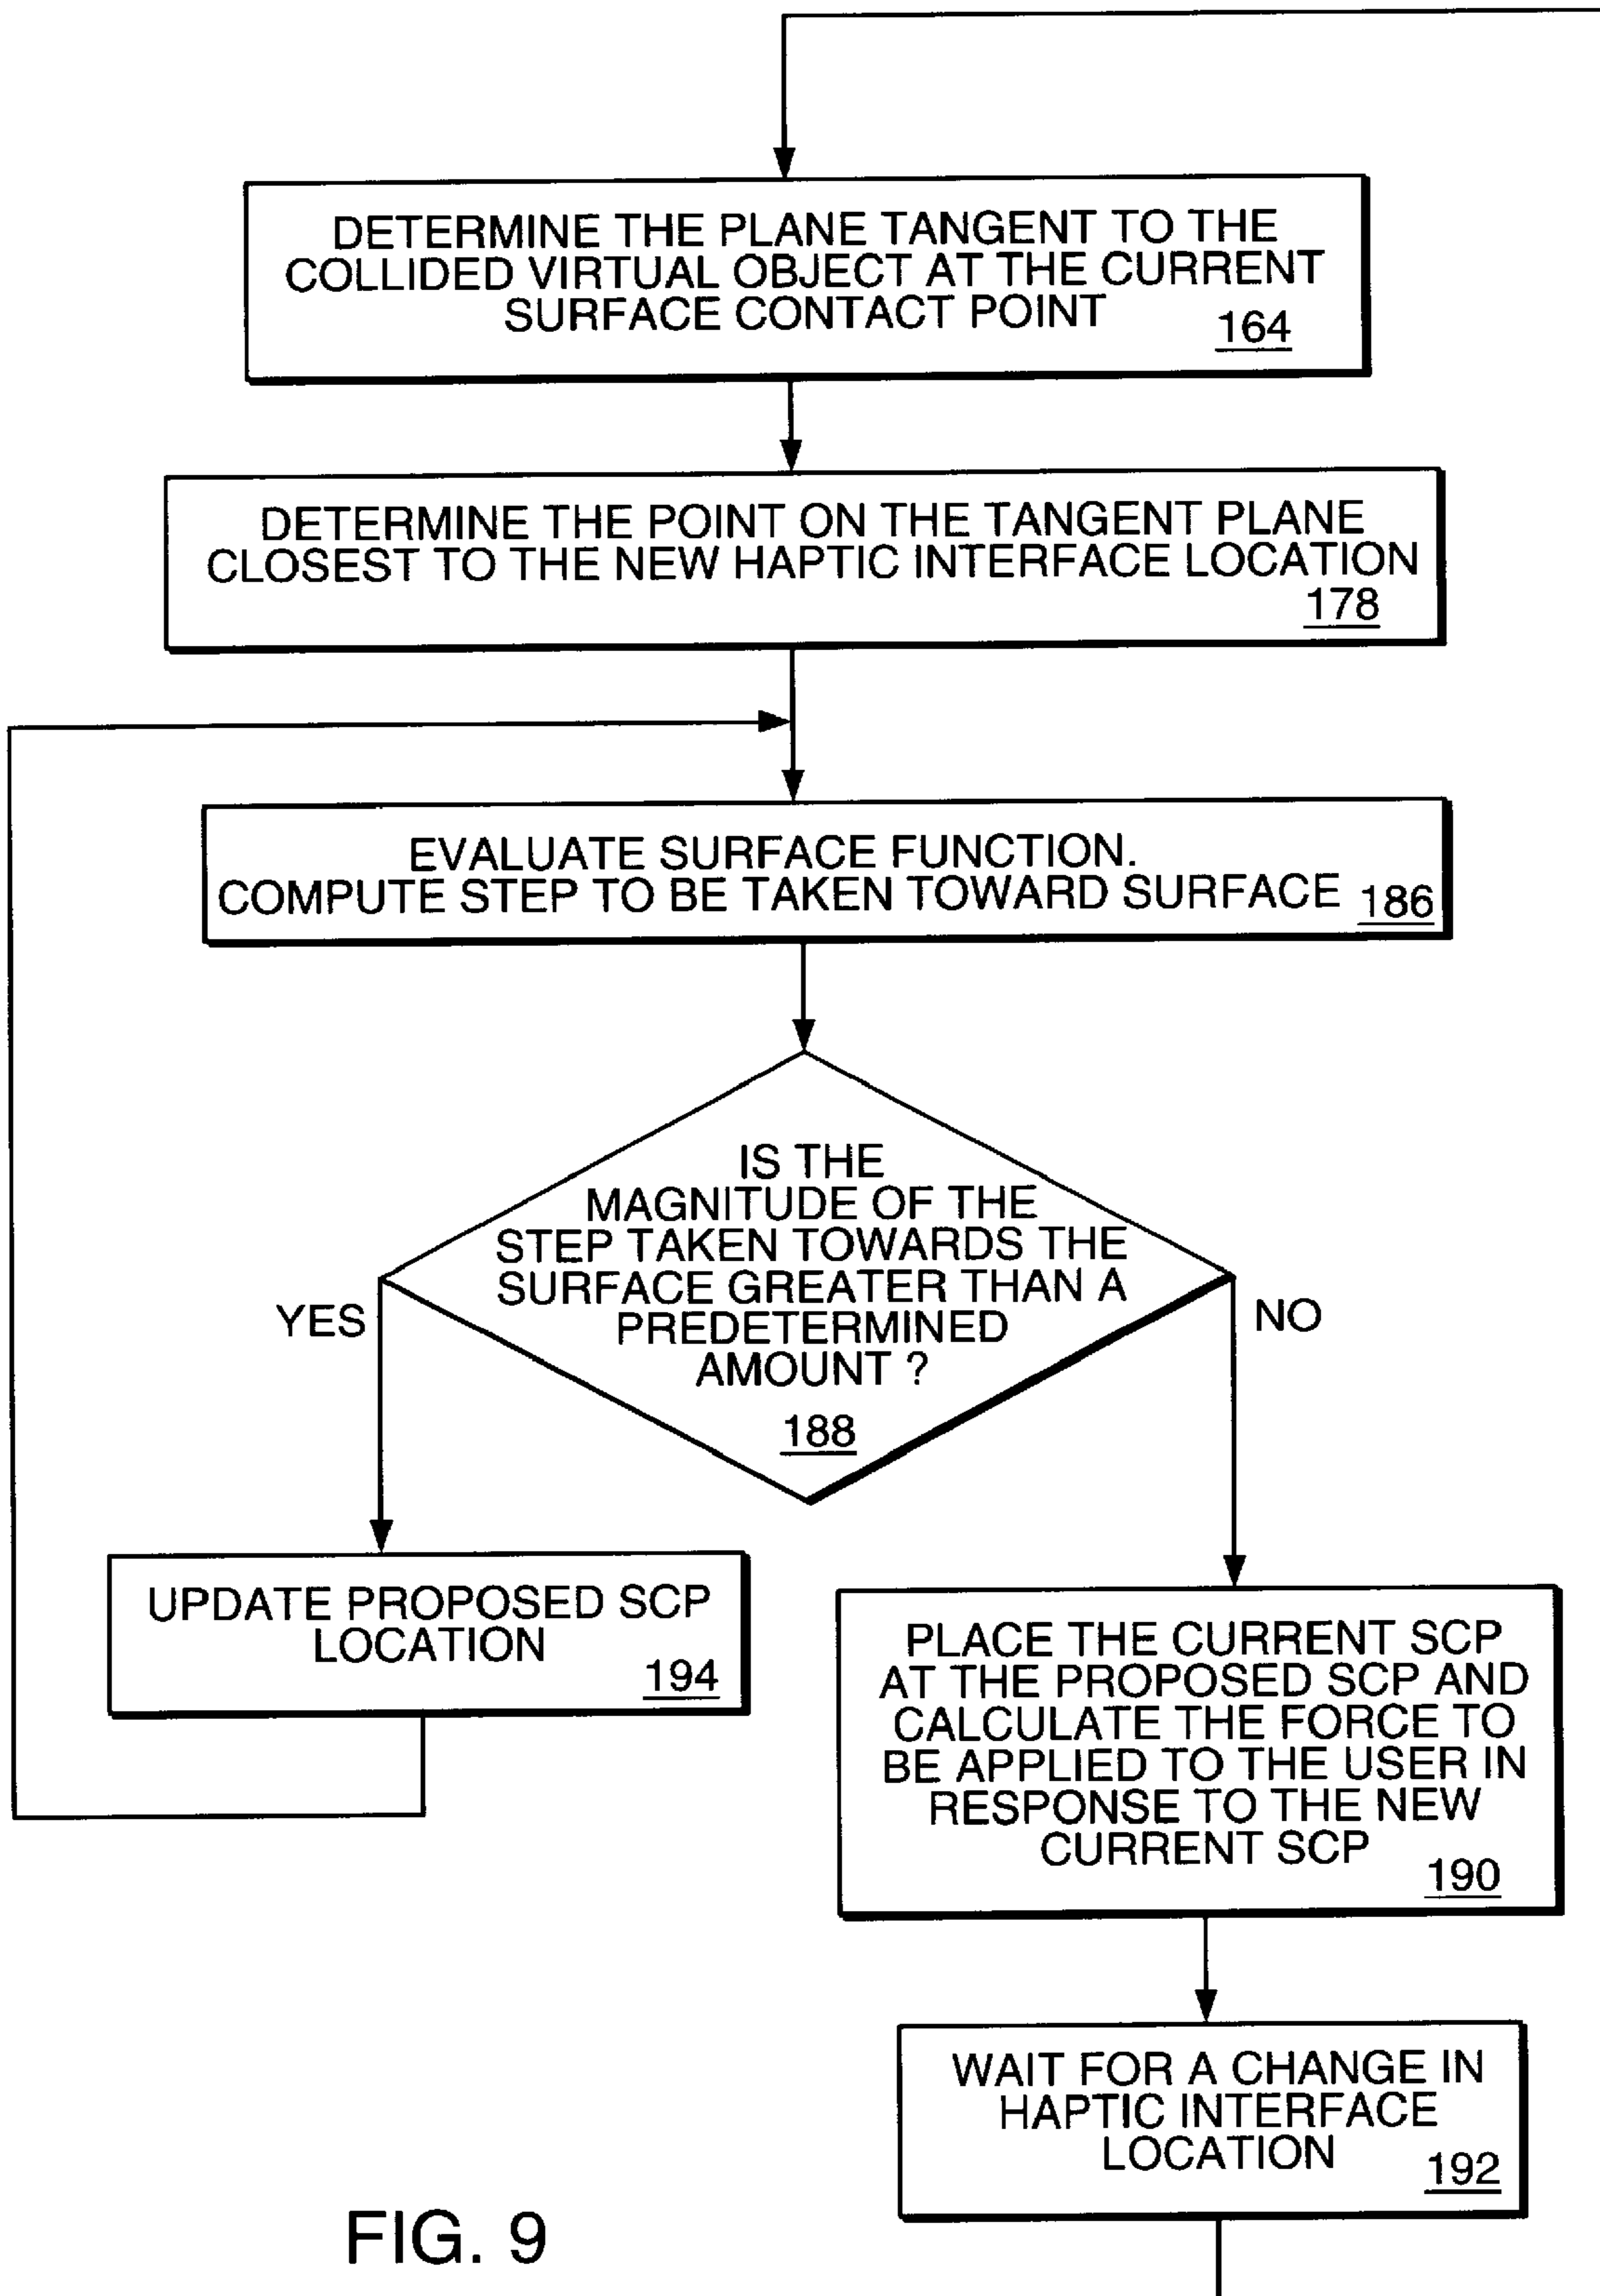 DETERMINE THE PLANE TANGENT TO THE
COLLIDED VIRTUAL OBJECT AT THE CURRENT
SURFACE CONTACT POINT
164
DETERMINE THE POINT ON THE TANGENT PLANE
CLOSEST TO THE NEW HAPTIC INTERFACE LOCATION
178
EVALUATE SURFACE FUNCTION.
COMPUTE STEP TO BE TAKEN TOWARD SURFACE 186
IS THE
MAGNITUDE OF THE
STEP TAKEN TOWARDS THE
SURFACE GREATER THAN A
PREDETERMINED
AMOUNT ?
188
YES
NO
UPDATE PROPOSED SCP
LOCATION
194
PLACE THE CURRENT SCP
AT THE PROPOSED SCP AND
CALCULATE THE FORCE TO
BE APPLIED TO THE USER IN
RESPONSE TO THE NEW
CURRENT SCP
190
WAIT FOR A CHANGE IN
HAPTIC INTERFACE
LOCATION
192
FIG. 9